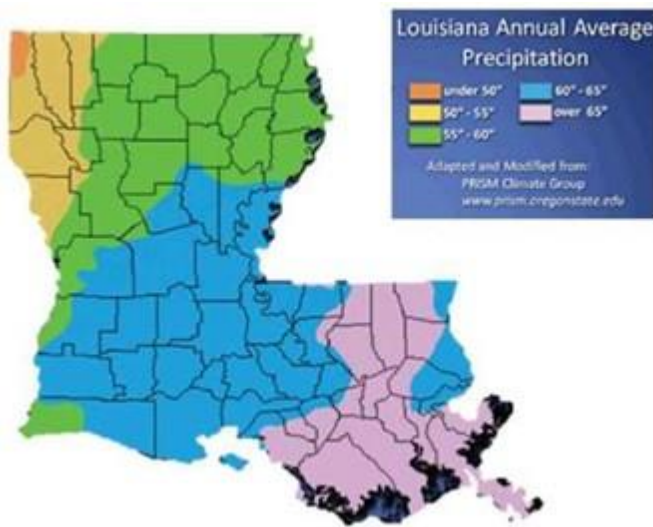 Louisiana Annual Average
Precipitation
under 50"
60" - 65"
50" - 55"
over 65"
55" - 60"
Adapted and Modified from:
PRISM Climate Group
www.prism.oregonstate.edu